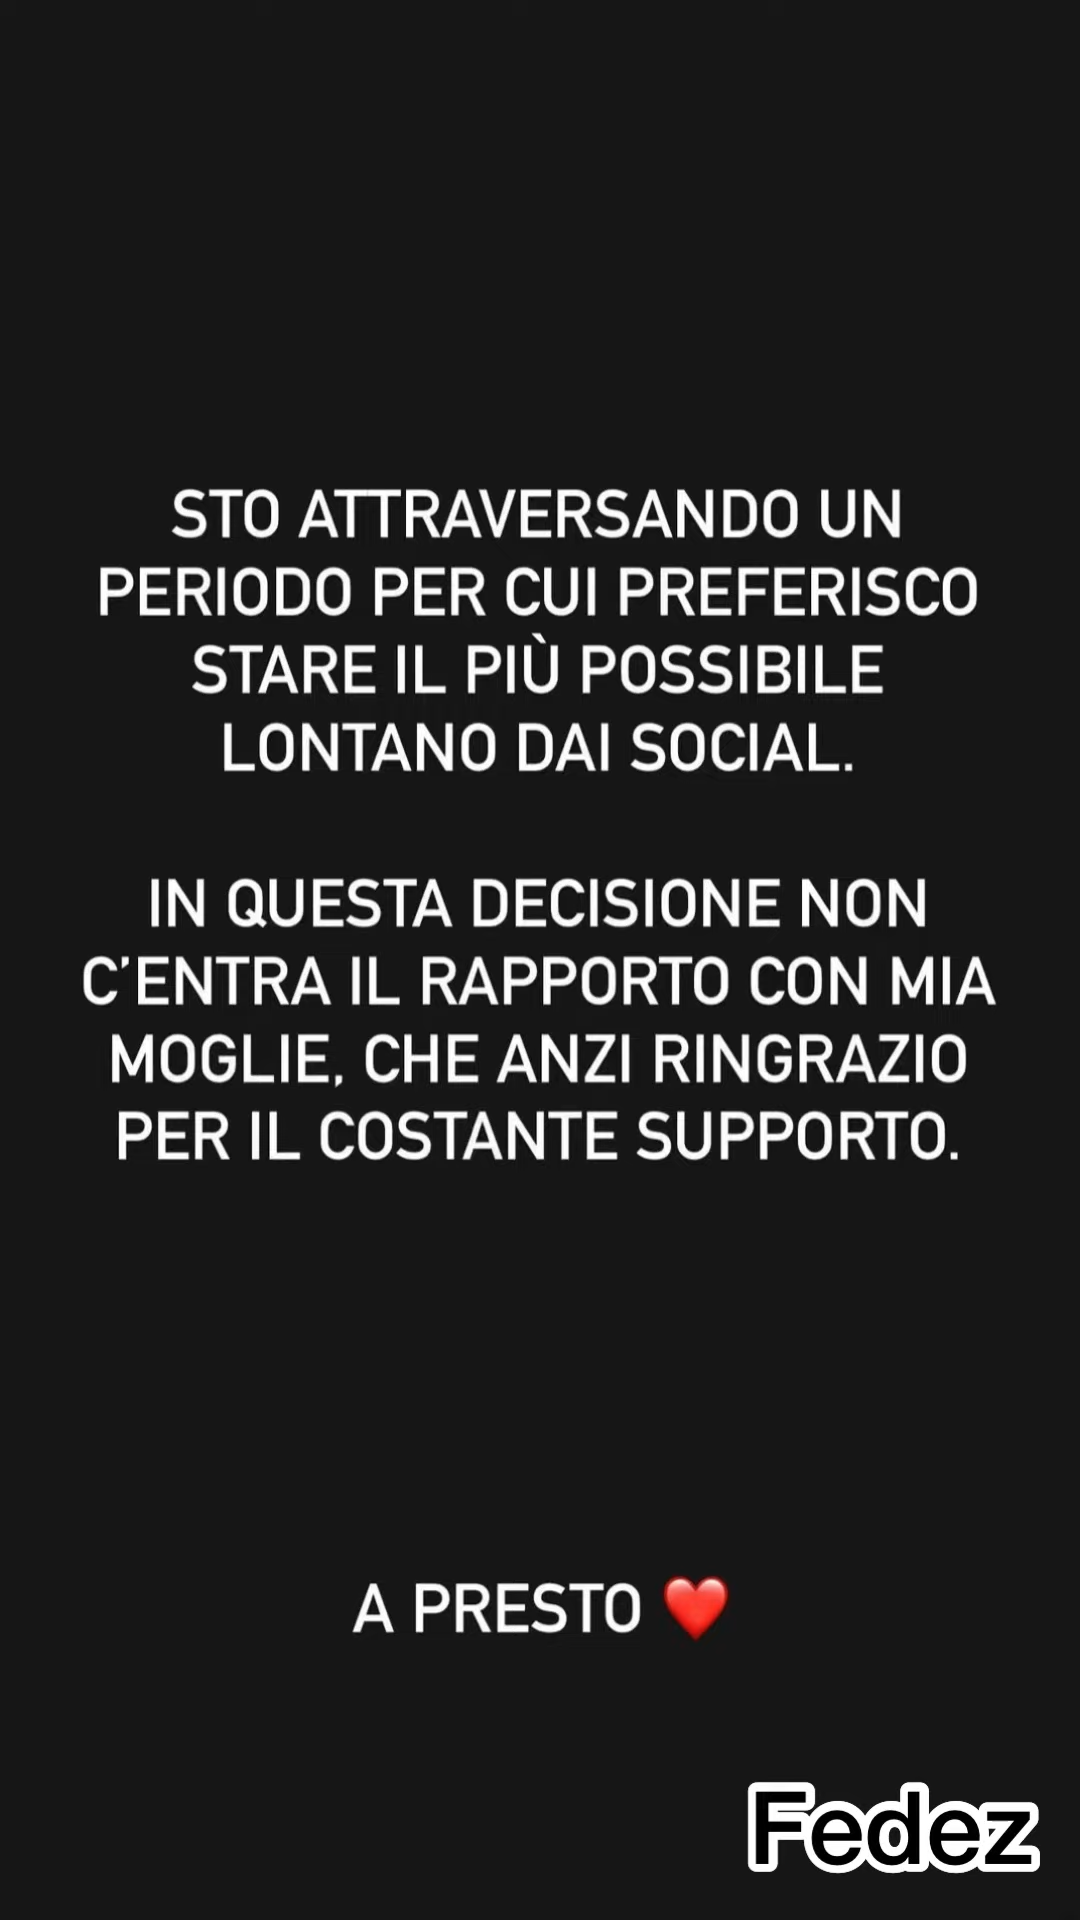 STO ATTRAVERSANDO UN
PERIODO PER CUI PREFERISCO
STARE IL PIÙ POSSIBILE
LONTANO DAI SOCIAL.
IN QUESTA DECISIONE NON
C’ENTRA IL RAPPORTO CON MIA
MOGLIE, CHE ANZI RINGRAZIO
PER IL COSTANTE SUPPORTO.
A PRESTO ❤️
Fedez